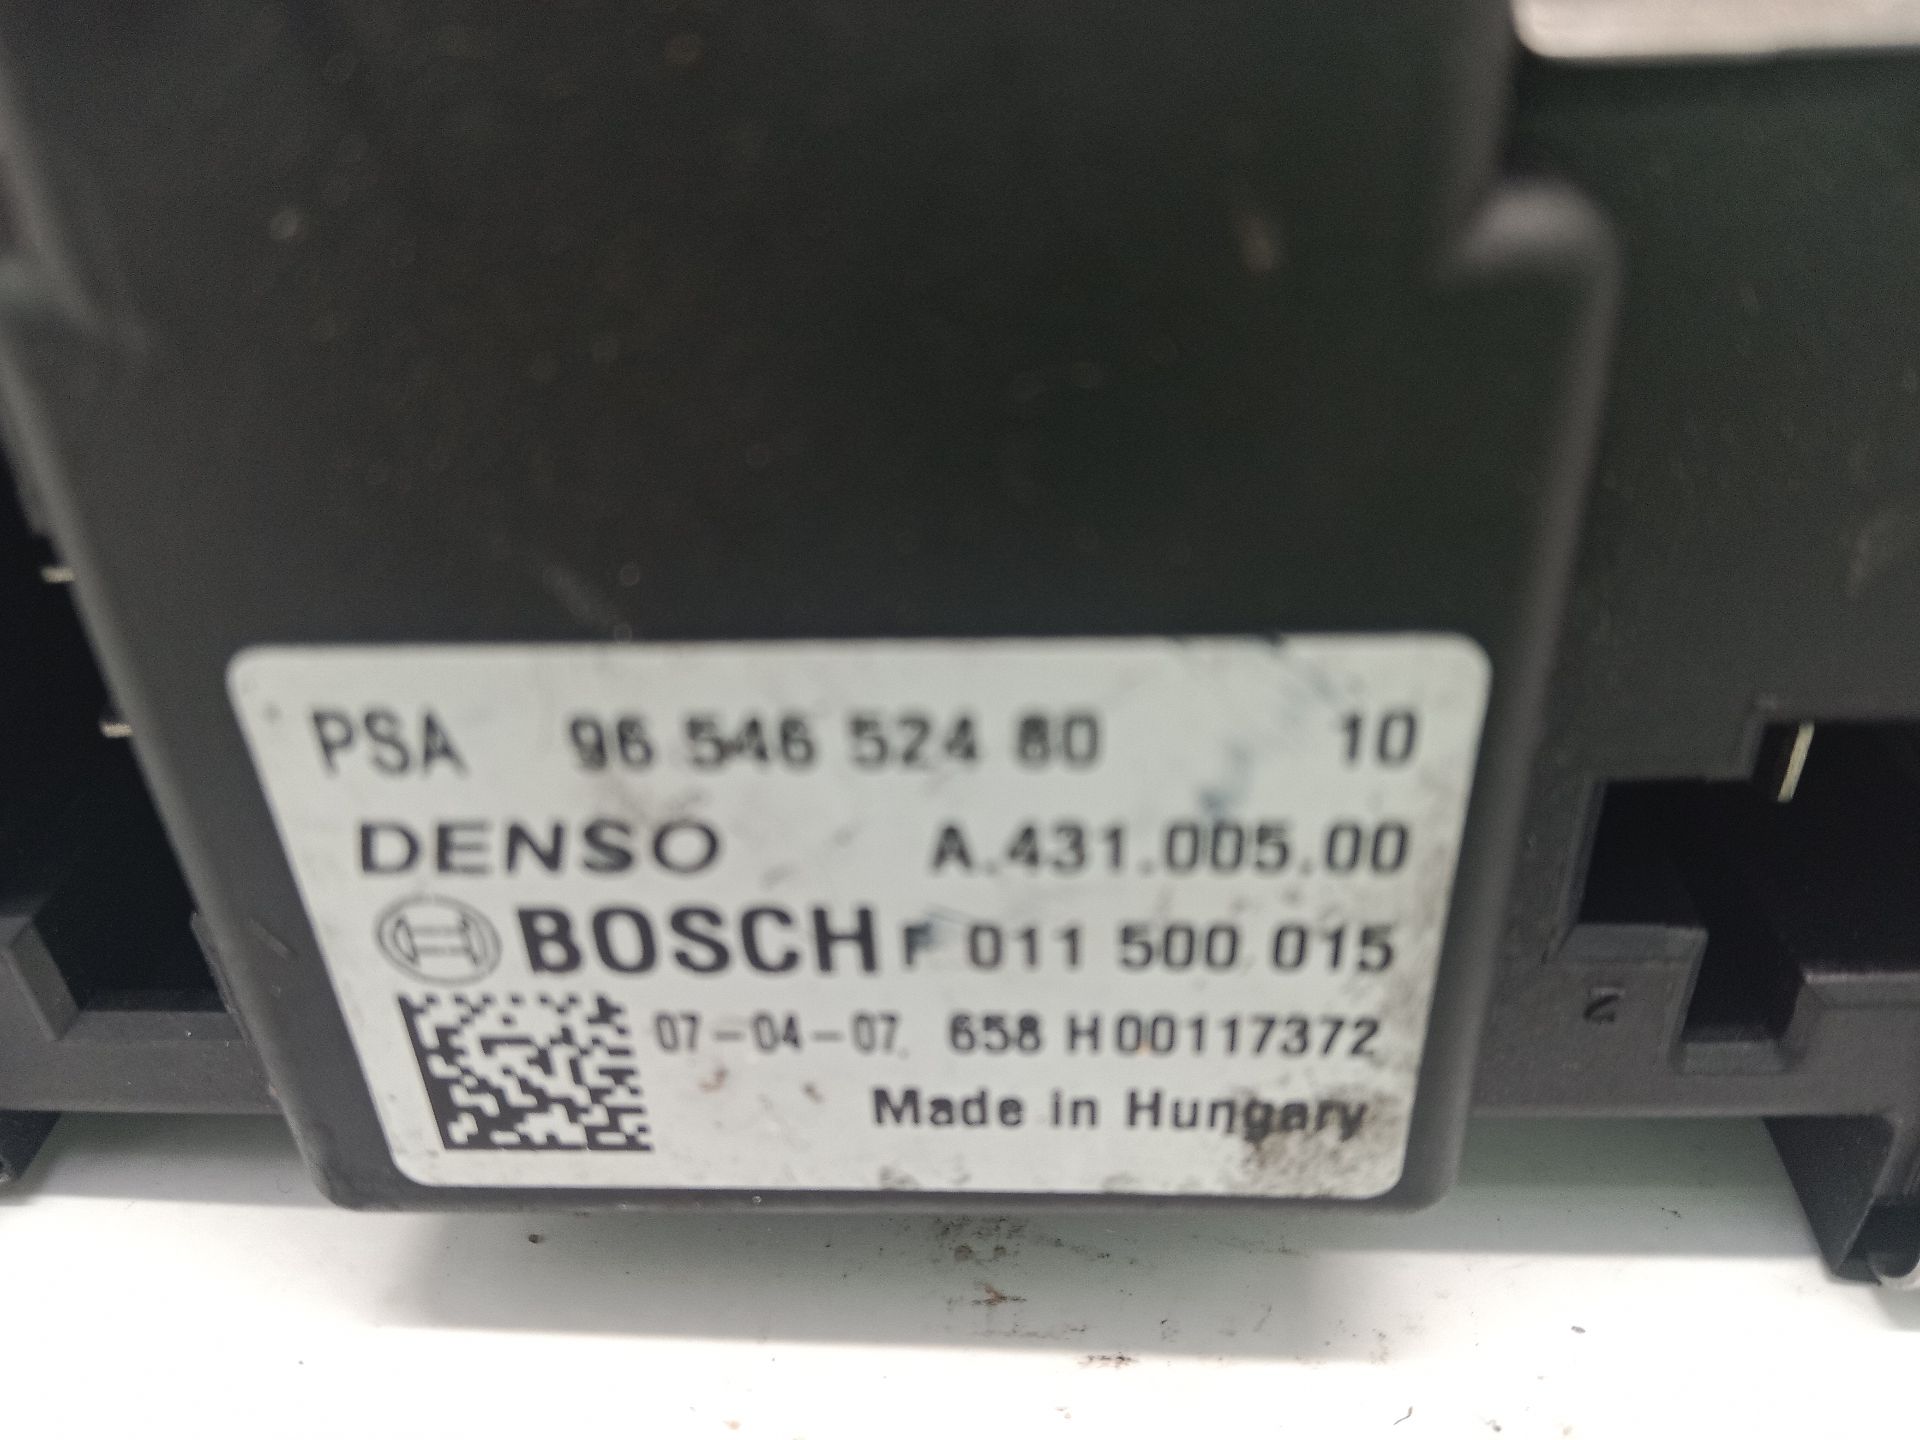 PSA 96 546 524 80 10
DENSO A.431.005.00
BOSCH F 011 500 015
07-04-07 658 H00117372
Made in Hungary